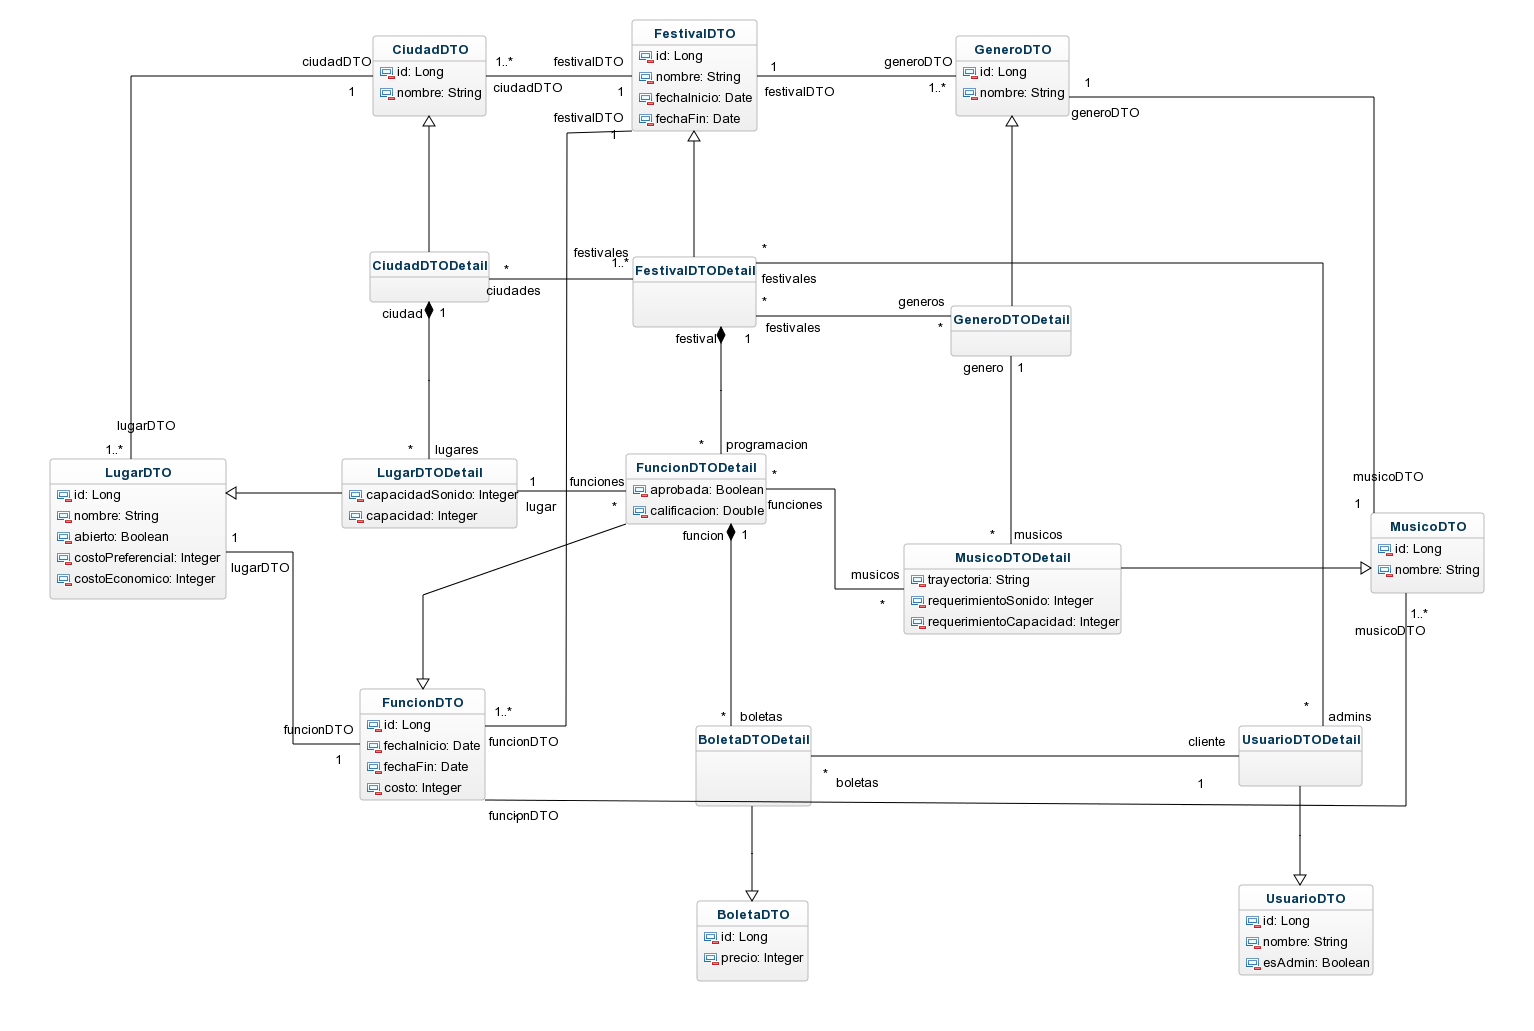 CiudadDTO
id: Long
nombre: String
FestivalDTO
id: Long
nombre: String
fechaInicio: Date
fechaFin: Date
GeneroDTO
id: Long
nombre: String
ciudadDTO
1
1..*
ciudadDTO
festivalDTO
1
festivalDTO
1
1
festivalDTO
generoDTO
1..*
1
generoDTO
CiudadDTODetail
ciudad
1
*
ciudades
festivales
1..*
FestivalDTODetail
*
festivales
*
festivales
festival
1
generos
*
GeneroDTODetail
genero
1
lugarDTO
1..*
*
lugares
*
programacion
LugarDTO
id: Long
nombre: String
abierto: Boolean
costoPreferencial: Integer
costoEconomico: Integer
LugarDTODetail
capacidadSonido: Integer
capacidad: Integer
1
lugar
funciones
*
FuncionDTODetail
aprobada: Boolean
calificacion: Double
*
funciones
funcion
1
musicos
*
*
musicos
MusicoDTODetail
trayectoria: String
requerimientoSonido: Integer
requerimientoCapacidad: Integer
musicoDTO
1
MusicoDTO
id: Long
nombre: String
1..*
musicoDTO
1
lugarDTO
funcionDTO
1
FuncionDTO
id: Long
fechaInicio: Date
fechaFin: Date
costo: Integer
1..*
funcionDTO
funcionDTO
*
boletas
BoletaDTODetail
*
boletas
cliente
1
*
admins
UsuarioDTODetail
BoletaDTO
id: Long
precio: Integer
UsuarioDTO
id: Long
nombre: String
esAdmin: Boolean